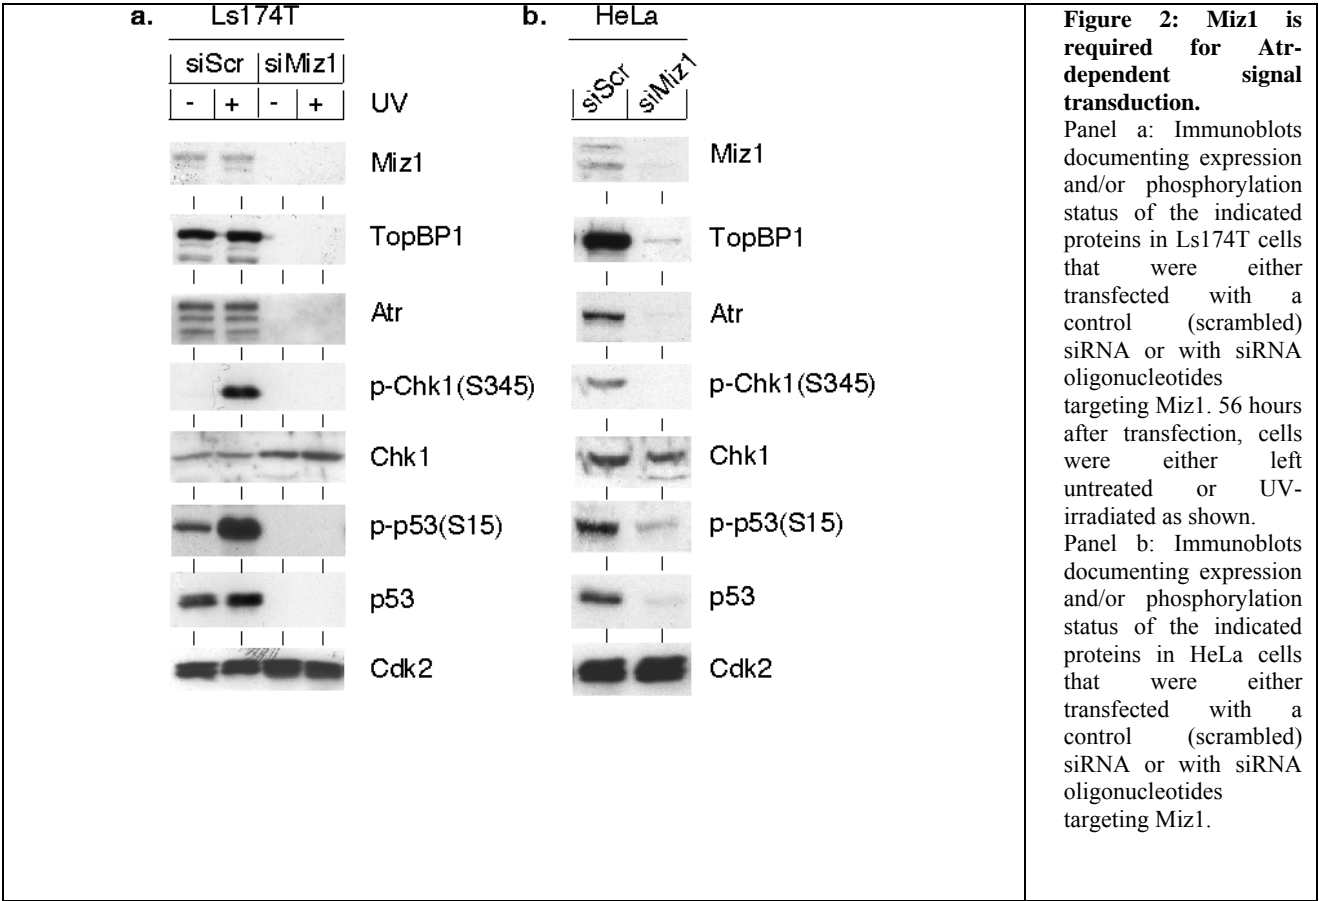 a. Ls174T
siScr siMiz1
- + - + UV
Miz1
TopBP1
Atr
p-Chk1(S345)
Chk1
p-p53(S15)
p53
Cdk2
b. HeLa
siScr siMiz1
Miz1
TopBP1
Atr
p-Chk1(S345)
Chk1
p-p53(S15)
p53
Cdk2
Figure 2: Miz1 is
required for Atr-
dependent signal
transduction.
Panel a: Immunoblots
documenting expression
and/or phosphorylation
status of the indicated
proteins in Ls174T cells
that were either
transfected with a
control (scrambled)
siRNA or with siRNA
oligonucleotides
targeting Miz1. 56 hours
after transfection, cells
were either left
untreated or UV-
irradiated as shown.
Panel b: Immunoblots
documenting expression
and/or phosphorylation
status of the indicated
proteins in HeLa cells
that were either
transfected with a
control (scrambled)
siRNA or with siRNA
oligonucleotides
targeting Miz1.